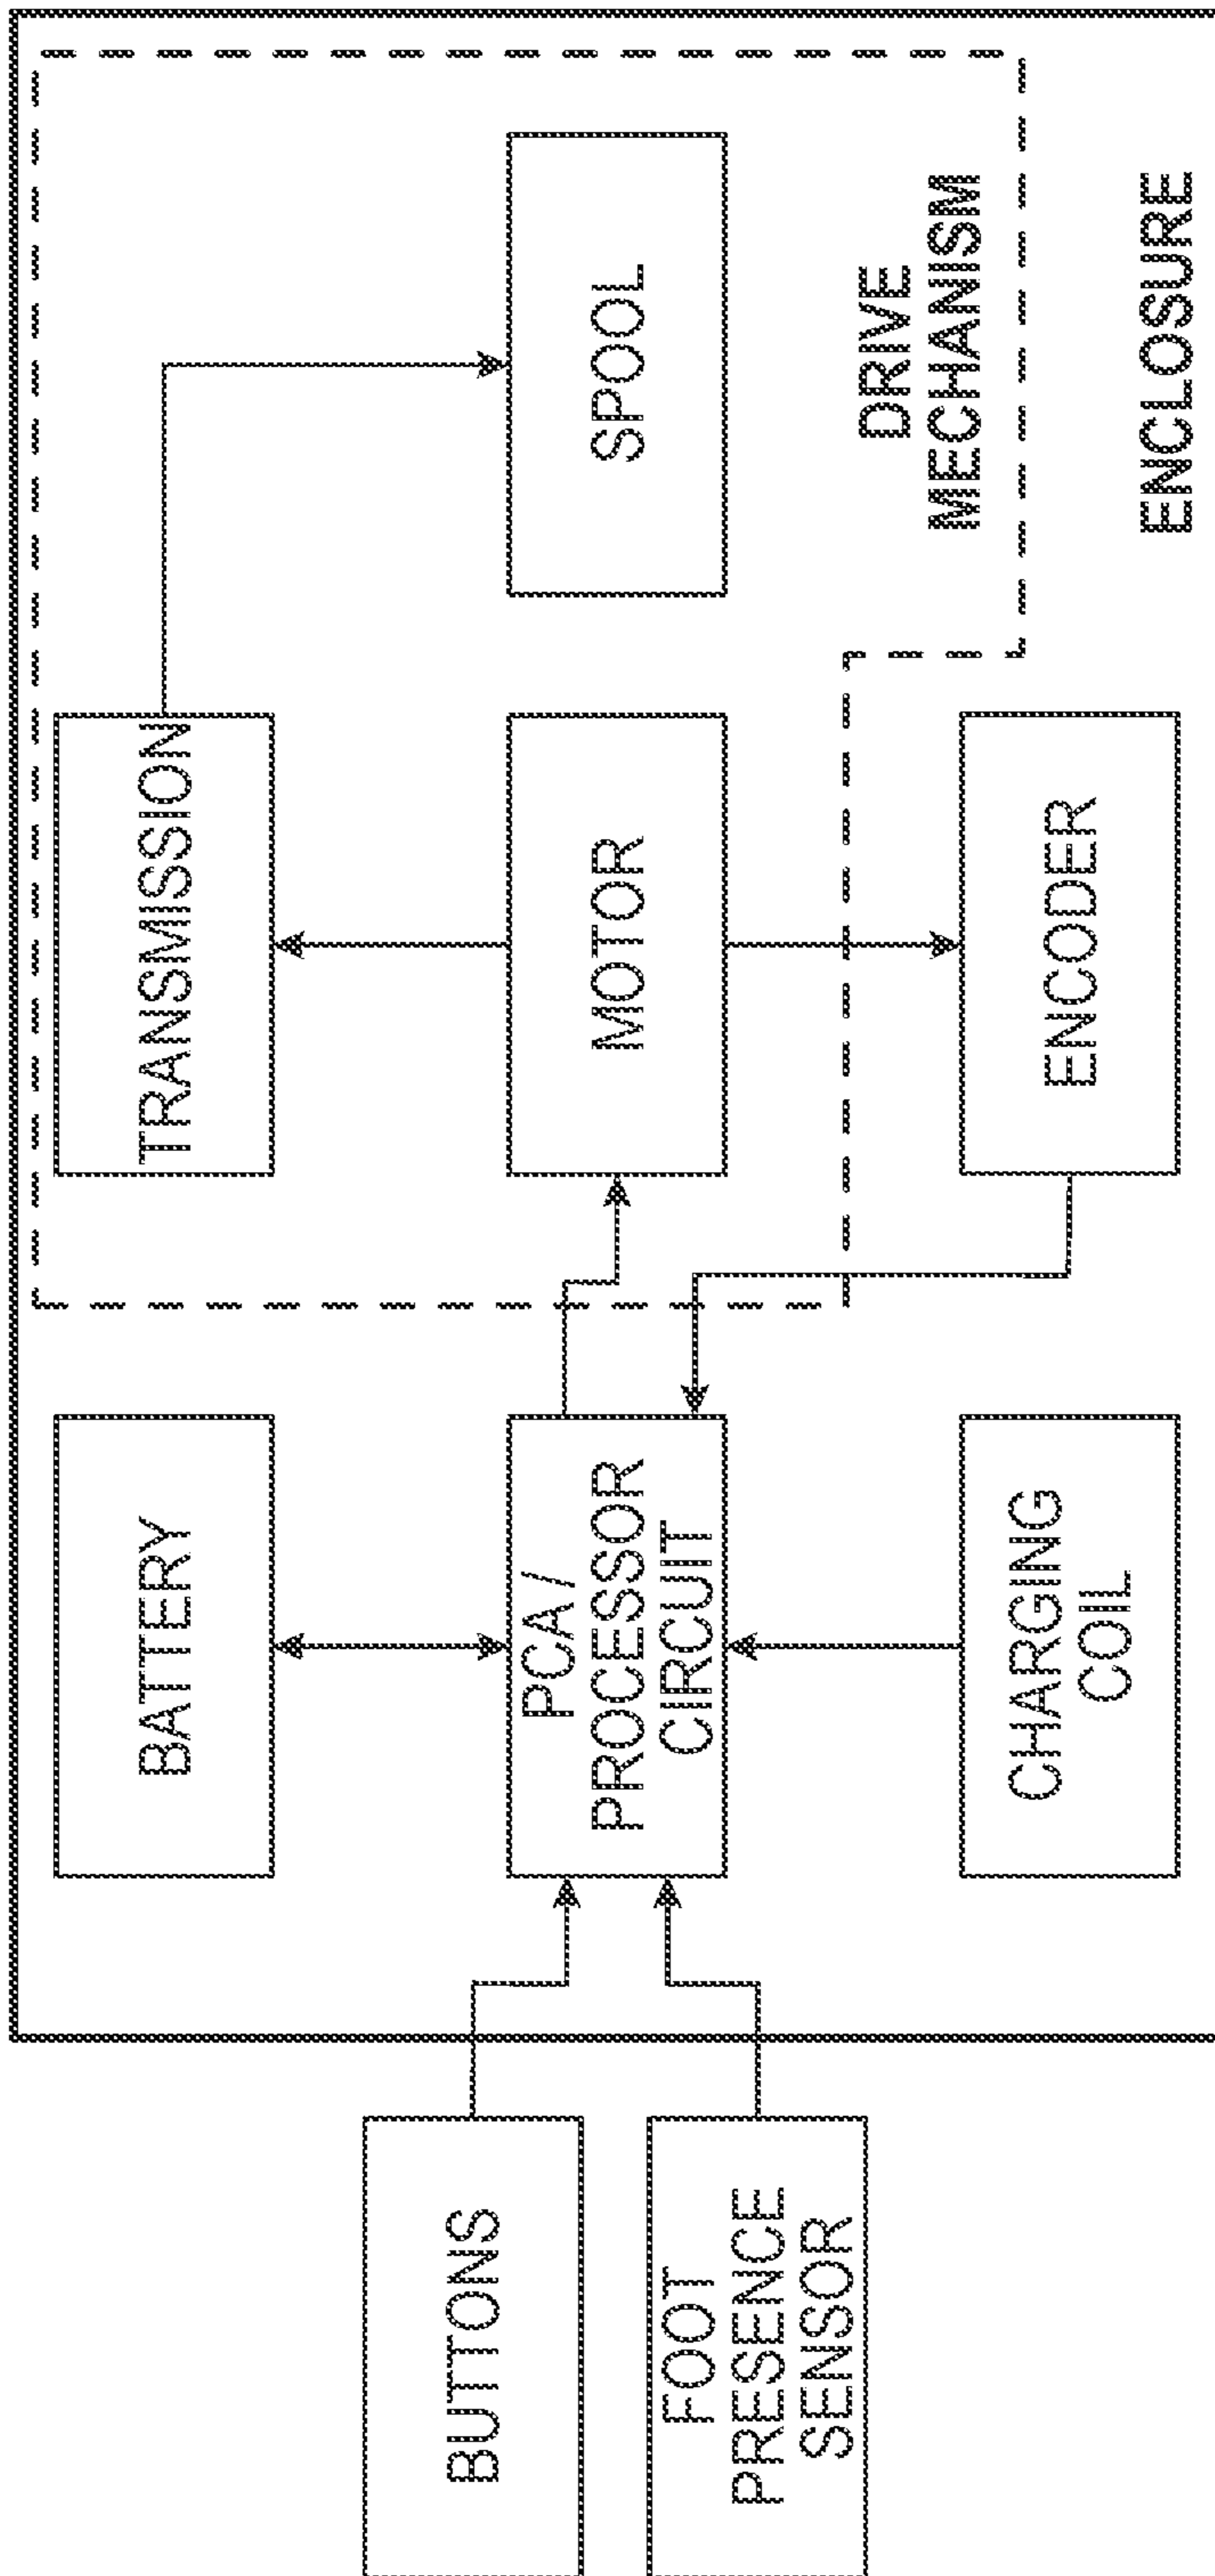 BUTTONS
FOOT
PRESENCE
SENSOR
BATTERY
PCA /
PROCESSOR
CIRCUIT
CHARGING
COIL
TRANSMISSION
MOTOR
ENCODER
SPOOL
DRIVE
MECHANISM
ENCLOSURE